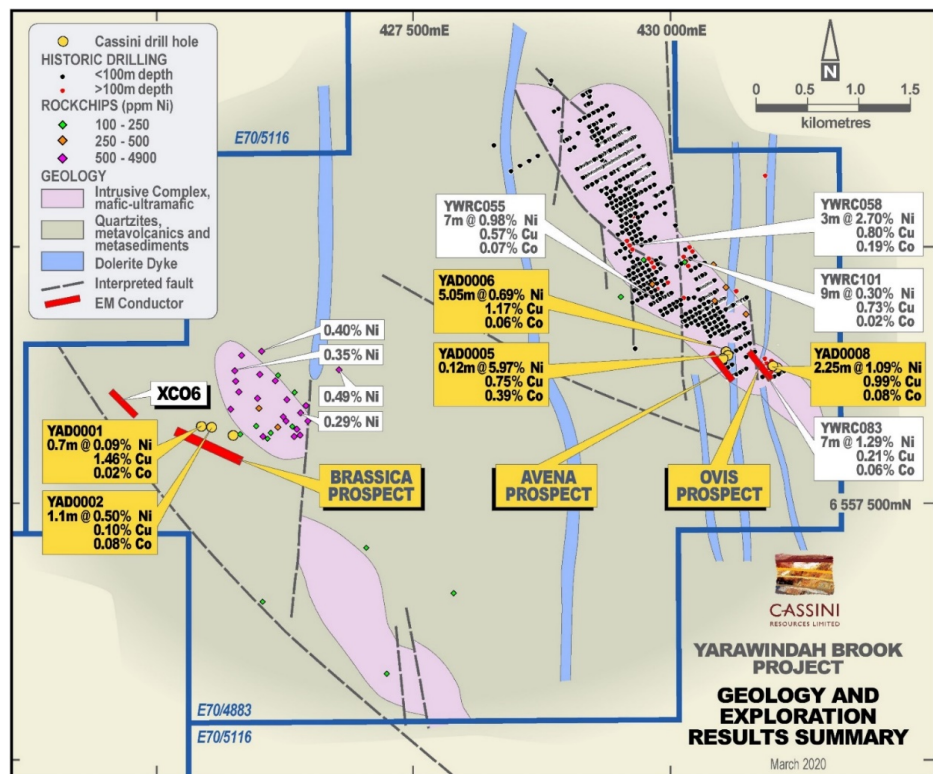 427 500mE
430 000mE
Cassini drill hole
HISTORIC DRILLING
<100m depth
>100m depth
ROCKCHIPS (ppm Ni)
100 - 250
250 - 500
500 - 4900
GEOLOGY
Intrusive Complex,
mafic-ultramafic
Quartzites,
metavolcanics and
metasediments
Dolerite Dyke
Interpreted fault
EM Conductor
N
0 0.5 1.0 1.5
kilometres
E70/5116
YWRC055
7m @ 0.98% Ni
0.57% Cu
0.07% Co
YWRC058
3m @ 2.70% Ni
0.80% Cu
0.19% Co
YAD0006
5.05m @ 0.69% Ni
1.17% Cu
0.06% Co
YWRC101
9m @ 0.30% Ni
0.73% Cu
0.02% Co
YAD0005
0.12m @ 5.97% Ni
0.75% Cu
0.39% Co
YAD0008
2.25m @ 1.09% Ni
0.99% Cu
0.08% Co
0.40% Ni
0.35% Ni
0.49% Ni
0.29% Ni
XCO6
YAD0001
0.7m @ 0.09% Ni
1.46% Cu
0.02% Co
YWRC083
7m @ 1.29% Ni
0.21% Cu
0.06% Co
BRASSICA
PROSPECT
AVENA
PROSPECT
OVIS
PROSPECT
YAD0002
1.1m @ 0.50% Ni
0.10% Cu
0.08% Co
6 557 500mN
CASSINI
RESOURCES LIMITED
YARAWINDAH BROOK
PROJECT
GEOLOGY AND
EXPLORATION
RESULTS SUMMARY
March 2020
E70/4883
E70/5116